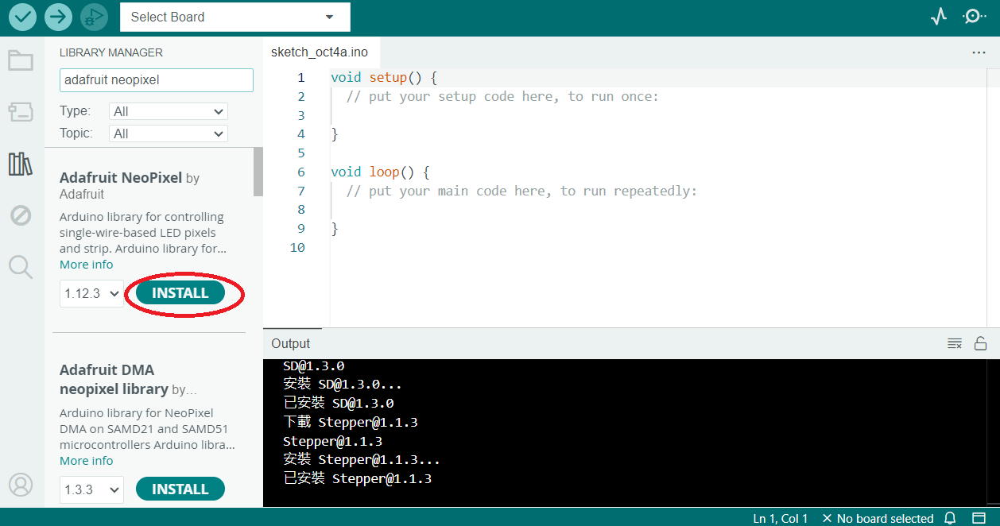 Select Board
LIBRARY MANAGER
adafruit neopixel
Type: All
Topic: All
Adafruit NeoPixel by
Adafruit
Arduino library for controlling
single-wire-based LED pixels
and strip. Arduino library for...
More info
1.12.3 INSTALL
Adafruit DMA
neopixel library by...
Arduino library for NeoPixel
DMA on SAMD21 and SAMD51
microcontrollers Arduino libra...
More info
1.3.3 INSTALL
sketch_oct4a.ino
1 void setup() {
2 // put your setup code here, to run once:
3
4 }
5
6 void loop() {
7 // put your main code here, to run repeatedly:
8
9 }
10
Output
SD@1.3.0
安裝 SD@1.3.0...
已安裝 SD@1.3.0
下載 Stepper@1.1.3
Stepper@1.1.3
安裝 Stepper@1.1.3...
已安裝 Stepper@1.1.3
Ln 1, Col 1 No board selected